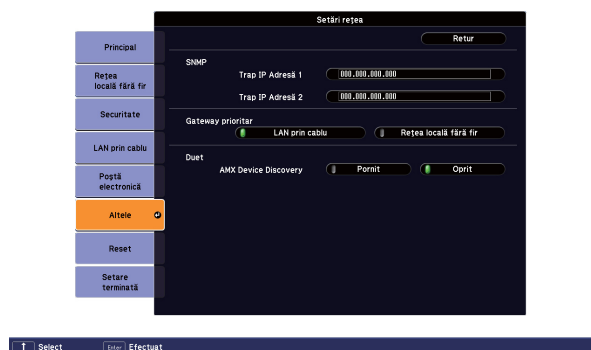 Setări rețea
Retur
Principal
Rețea
locală fără fir
Securitate
LAN prin cablu
Poștă
electronică
Altele
Reset
Setare
terminată
SNMP
Trap IP Adresă 1 000.000.000.000
Trap IP Adresă 2 000.000.000.000
Gateway prioritar
LAN prin cablu Rețea locală fără fir
Duet
AMX Device Discovery Pornit Oprit
↑ Select Enter Efectuat